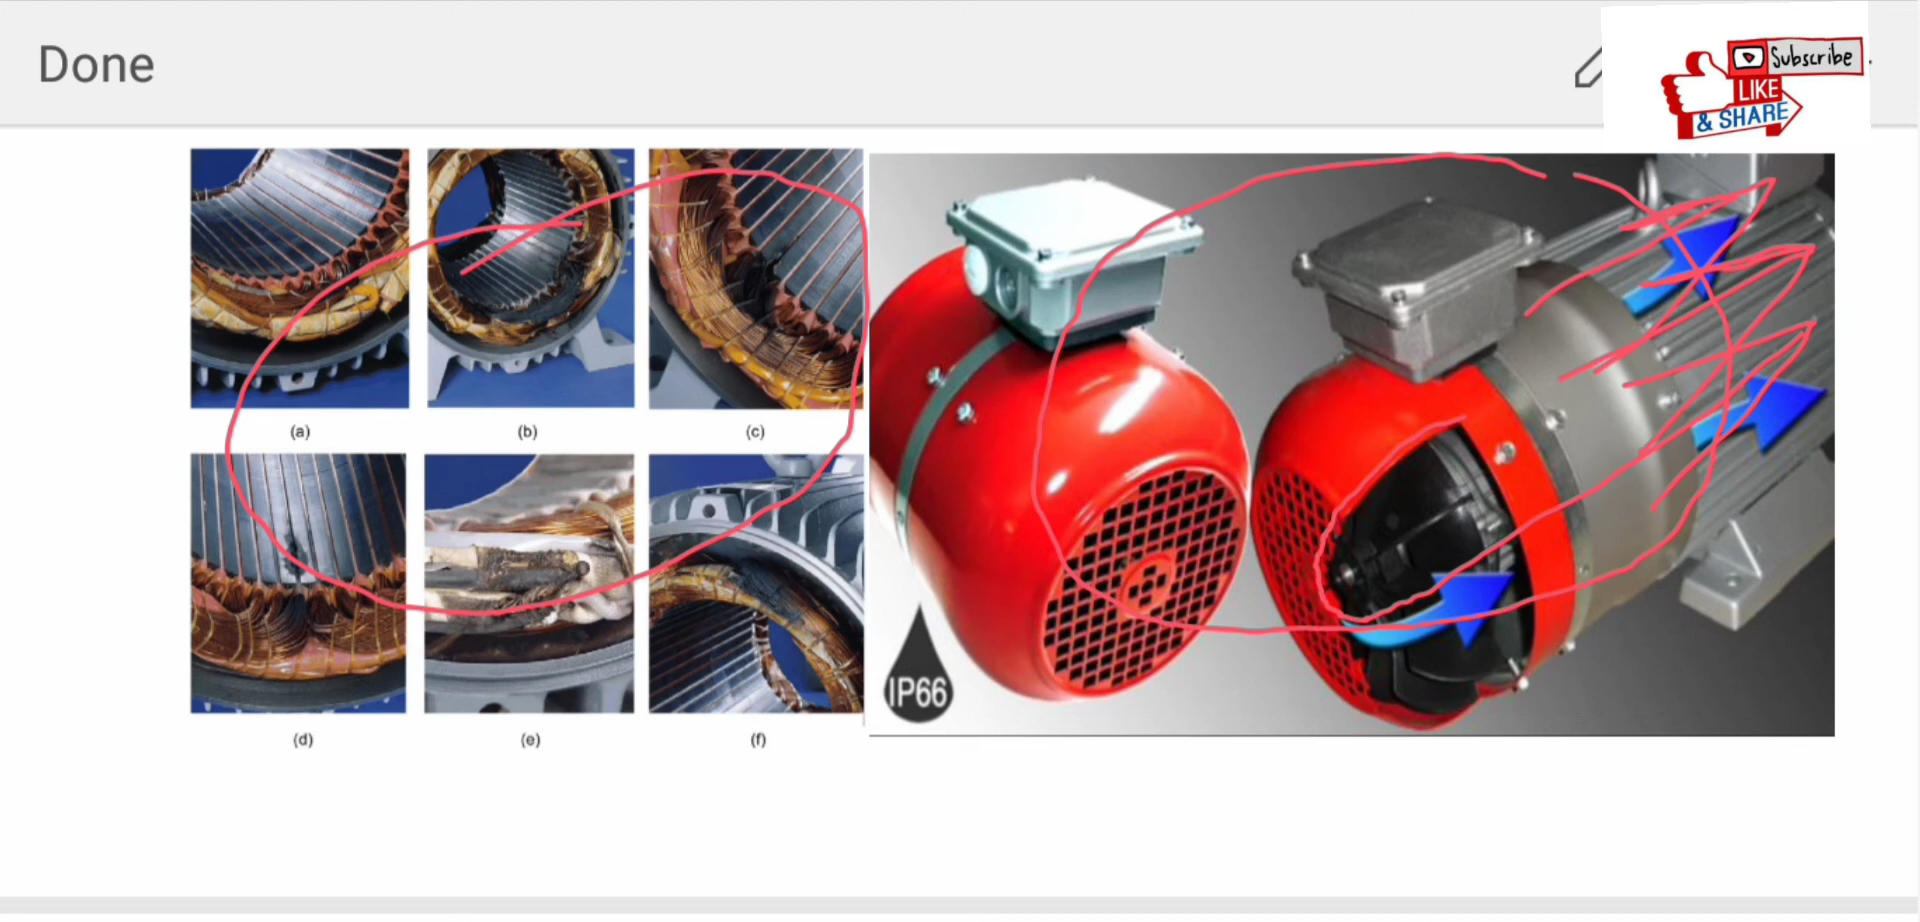 Done
Subscribe
LIKE
& SHARE
(a)
(b)
(c)
(d)
(e)
(f)
IP66